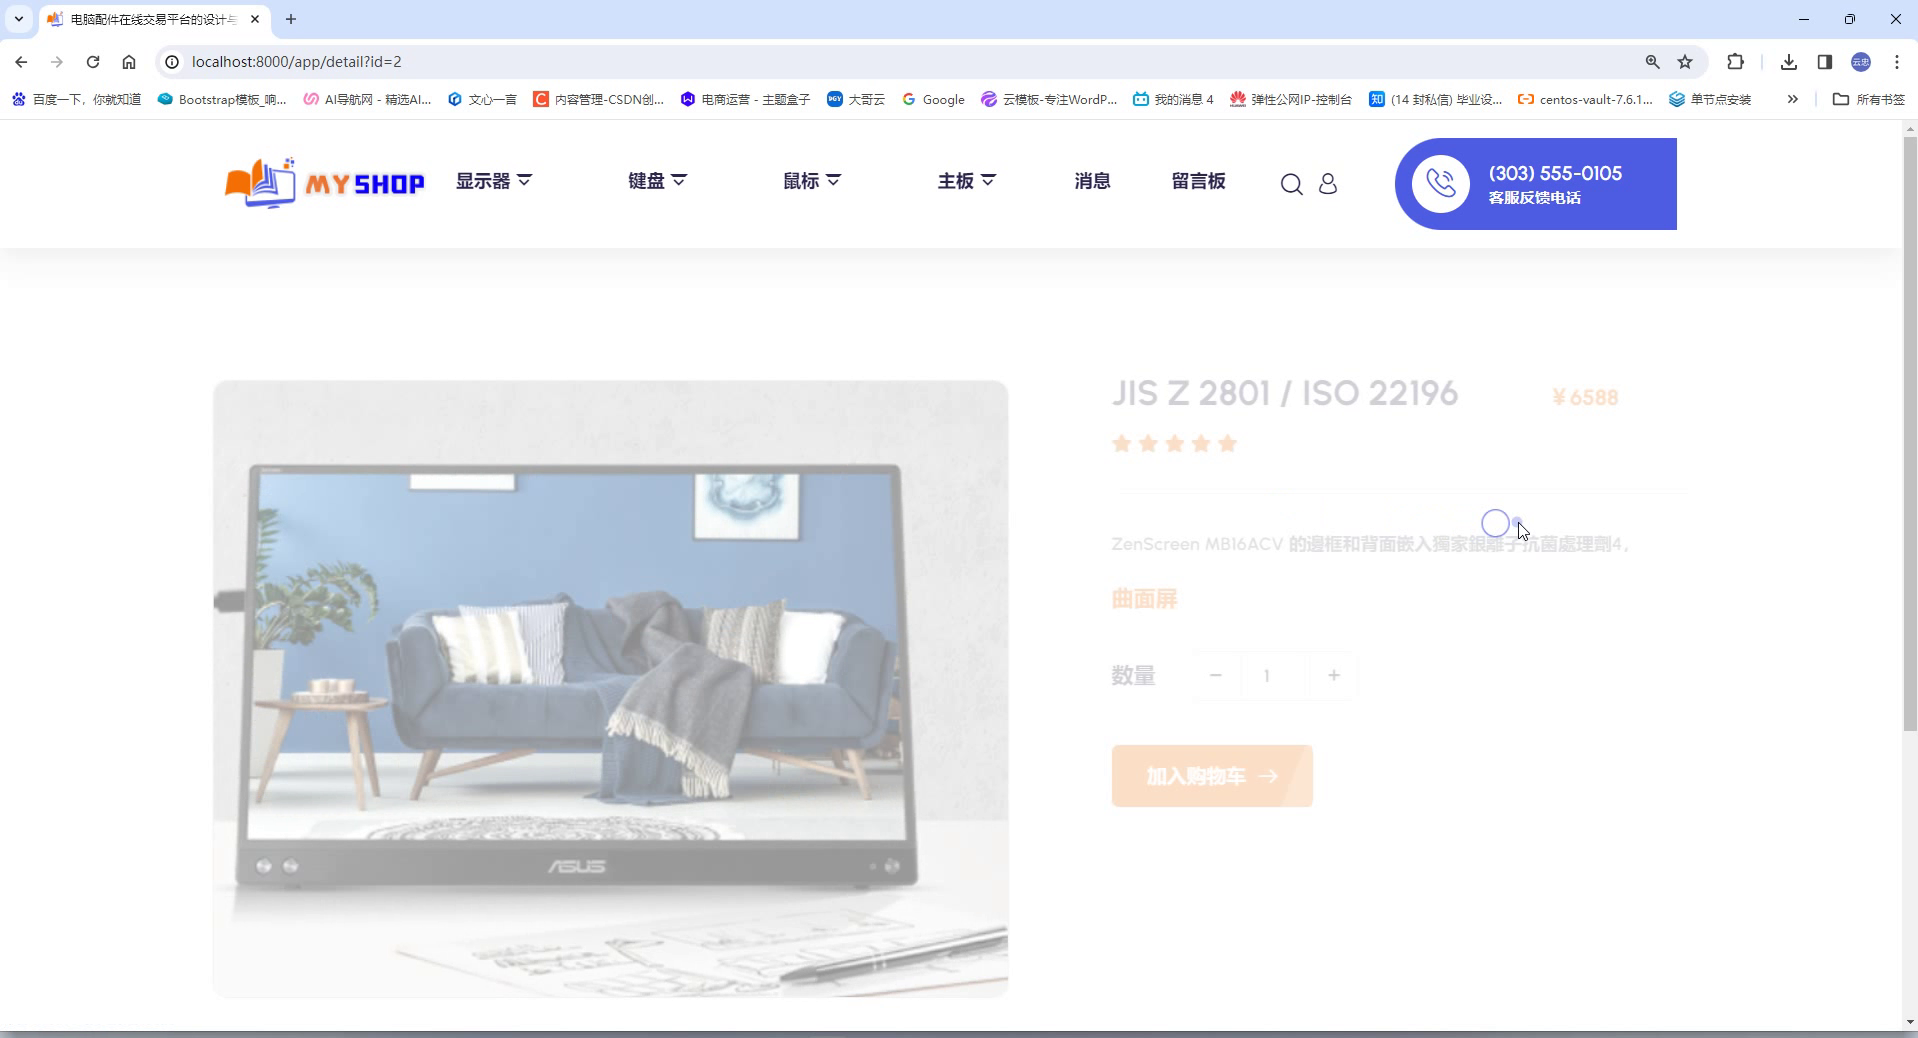 电脑配件在线交易平台的设计与
localhost:8000/app/detail?id=2
百度一下，你就知道
Bootstrap模板_响...
AI导航网 - 精选AI...
文心一言
内容管理-CSDN创...
电商运营 - 主题盒子
大哥云
Google
云模板-专注WordP...
我的消息 4
弹性公网IP-控制台
(14 封私信) 毕业设...
centos-vault-7.6.1...
单节点安装
所有书签
MYSHOP
显示器
键盘
鼠标
主板
消息
留言板
(303) 555-0105
客服反馈电话
JIS Z 2801 / ISO 22196
¥6588
ZenScreen MB16ACV 的邊框和背面嵌入獨家銀離子抗菌處理劑4，
曲面屏
数量
− 1 +
加入购物车
ASUS